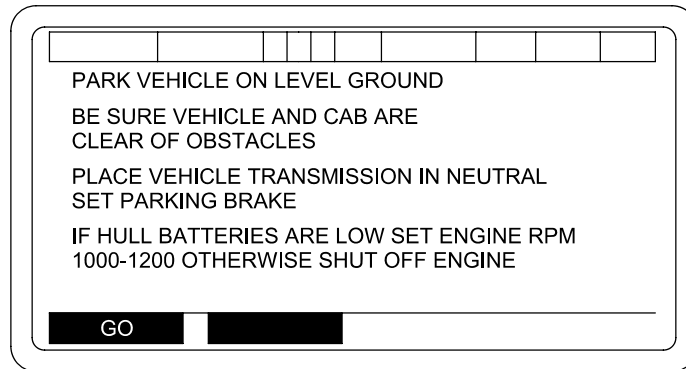 PARK VEHICLE ON LEVEL GROUND
BE SURE VEHICLE AND CAB ARE
CLEAR OF OBSTACLES
PLACE VEHICLE TRANSMISSION IN NEUTRAL
SET PARKING BRAKE
IF HULL BATTERIES ARE LOW SET ENGINE RPM
1000-1200 OTHERWISE SHUT OFF ENGINE
GO